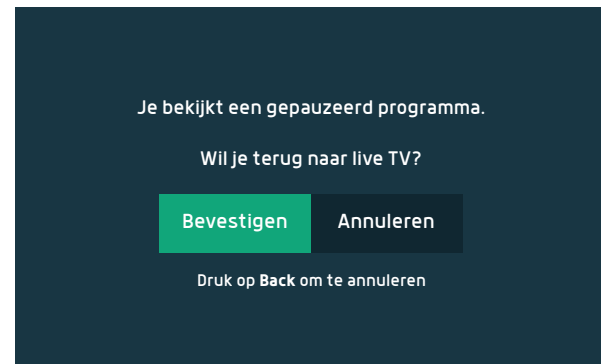 Je bekijkt een gepauzeerd programma.
Wil je terug naar live TV?
Bevestigen Annuleren
Druk op Back om te annuleren